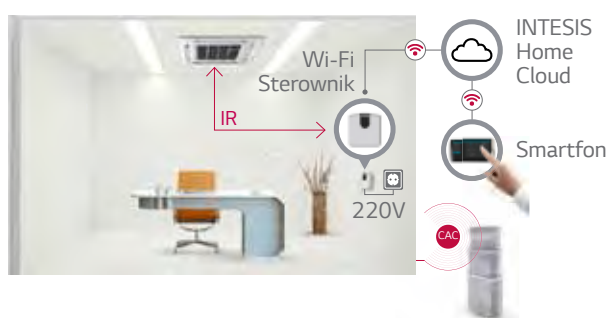 Wi-Fi
Sterownik
INTESIS
Home
Cloud
IR
Smartfon
220V
CAC